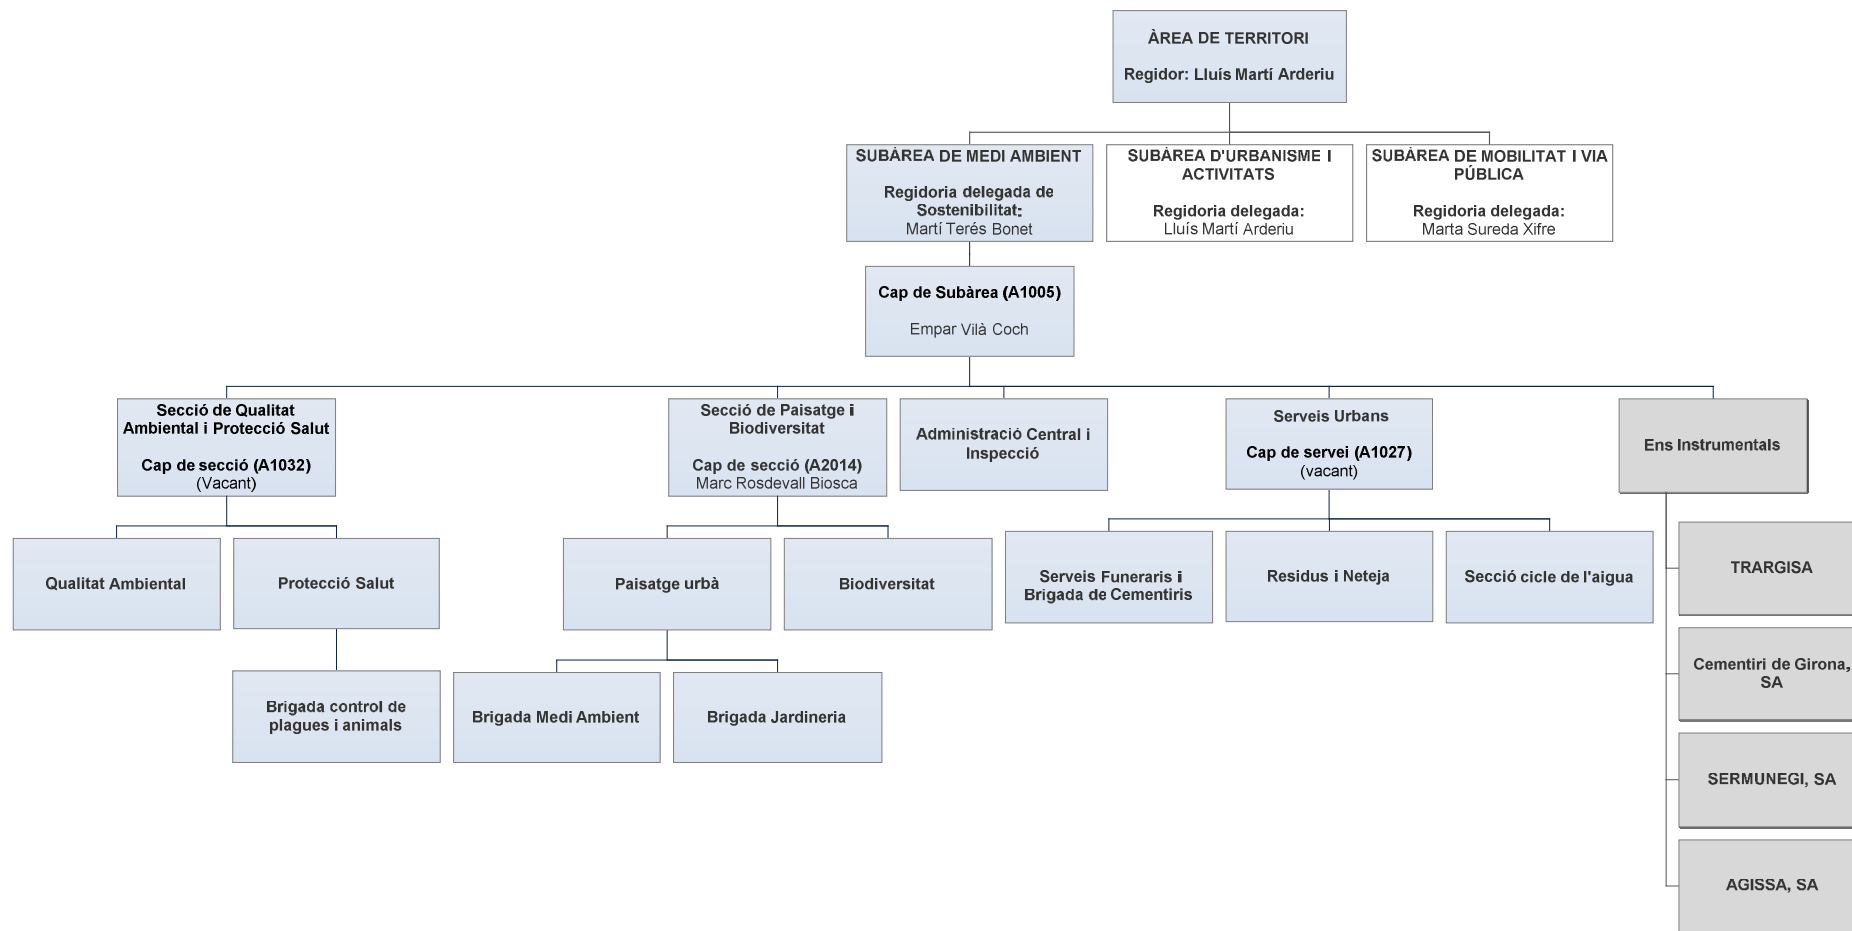 ÀREA DE TERRITORI
Regidor: Lluís Martí Arderiu
SUBÀREA DE MEDI AMBIENT
Regidoria delegada de
Sostenibilitat:
Martí Terés Bonet
SUBÀREA D'URBANISME I
ACTIVITATS
Regidoria delegada:
Lluís Martí Arderiu
SUBÀREA DE MOBILITAT I VIA
PÚBLICA
Regidoria delegada:
Marta Sureda Xifre
Cap de Subàrea (A1005)
Empar Vilà Coch
Secció de Qualitat
Ambiental i Protecció Salut
Cap de secció (A1032)
(Vacant)
Secció de Paisatge i
Biodiversitat
Cap de secció (A2014)
Marc Rosdevall Biosca
Administració Central i
Inspecció
Serveis Urbans
Cap de servei (A1027)
(vacant)
Ens Instrumentals
Qualitat Ambiental
Protecció Salut
Paisatge urbà
Biodiversitat
Serveis Funeraris i
Brigada de Cementiris
Residus i Neteja
Secció cicle de l'aigua
TRARGISA
Cementiri de Girona,
SA
SERMUNEGI, SA
AGISSA, SA
Brigada control de
plagues i animals
Brigada Medi Ambient
Brigada Jardineria